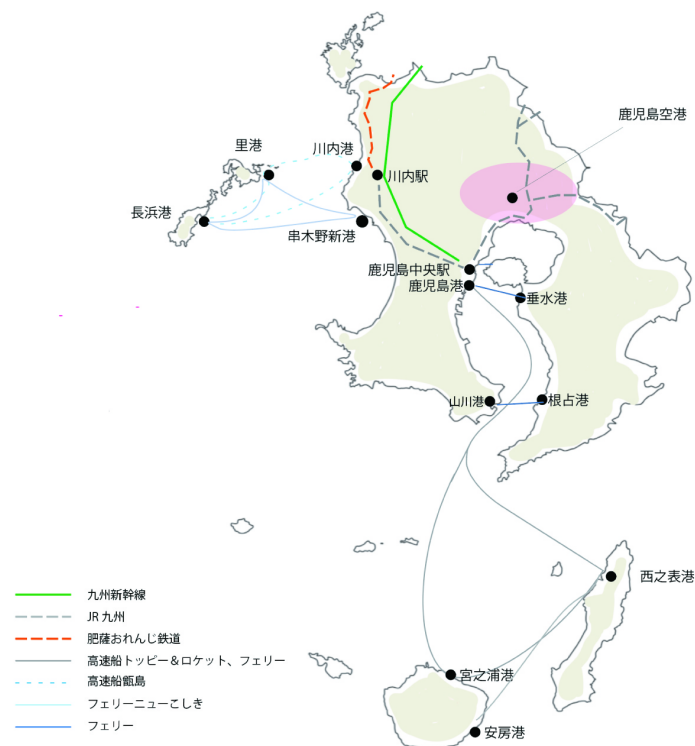 鹿児島空港
里港
川内港
川内駅
長浜港
串木野新港
鹿児島中央駅
鹿児島港
垂水港
山川港
根占港
西之表港
宮之浦港
安房港
九州新幹線
JR 九州
肥薩おれんじ鉄道
高速船トッピー＆ロケット、フェリー
高速船甑島
フェリーニューこしき
フェリー